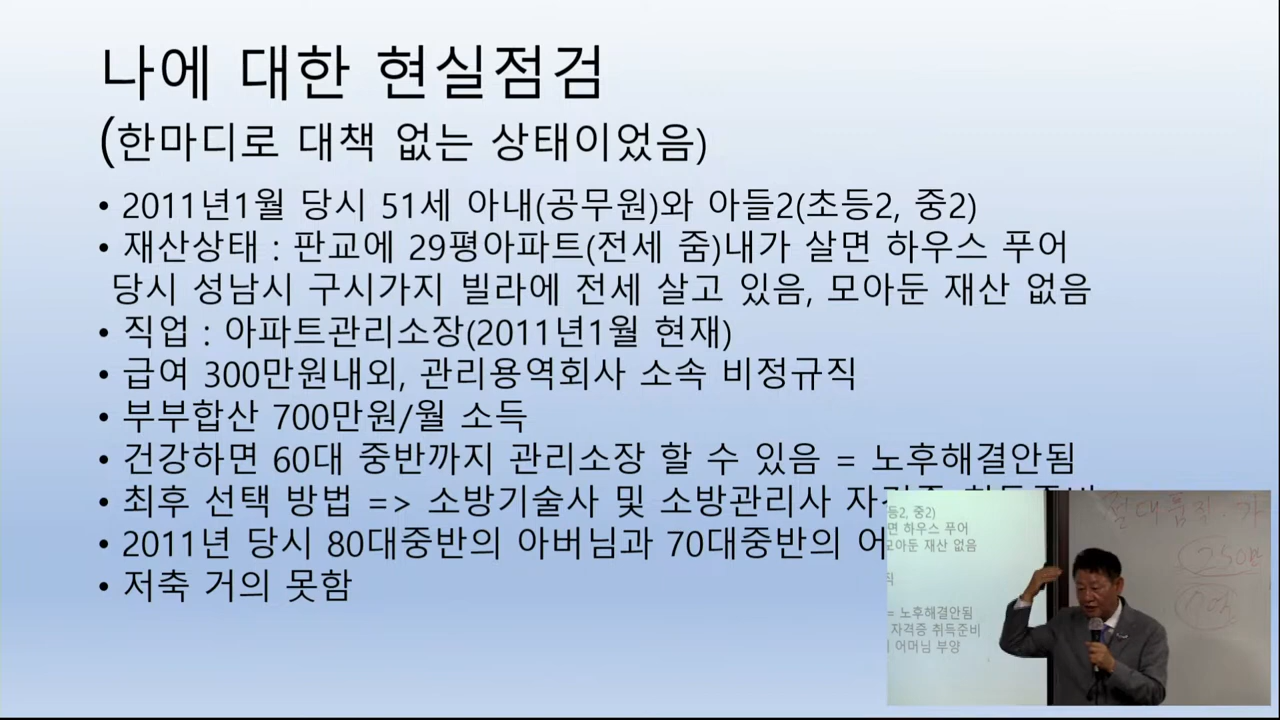 나에 대한 현실점검
(한마디로 대책 없는 상태이었음)
• 2011년1월 당시 51세 아내(공무원)와 아들2(초등2, 중2)
• 재산상태 : 판교에 29평아파트(전세 줌)내가 살면 하우스 푸어
당시 성남시 구시가지 빌라에 전세 살고 있음, 모아둔 재산 없음
• 직업 : 아파트관리소장(2011년1월 현재)
• 급여 300만원내외, 관리용역회사 소속 비정규직
• 부부합산 700만원/월 소득
• 건강하면 60대 중반까지 관리소장 할 수 있음 = 노후해결안됨
• 최후 선택 방법 => 소방기술사 및 소방관리사
• 2011년 당시 80대중반의 아버님과 70대중반의
• 저축 거의 못함
등2, 중2)
면 하우스 푸어
모아둔 재산 없음
직
= 노후해결안됨
자격증 취득준비
어머님 부양
절대품질.
250만